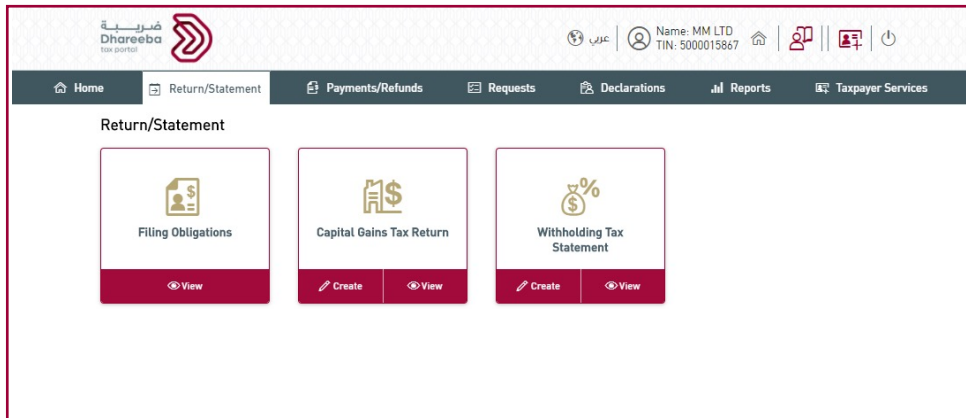 ضريبة
Dhareeba
tax portal
عربي
Name: MM LTD
TIN: 5000015867
Home
Return/Statement
Payments/Refunds
Requests
Declarations
Reports
Taxpayer Services
Return/Statement
Filing Obligations
View
Capital Gains Tax Return
Create
View
Withholding Tax
Statement
Create
View